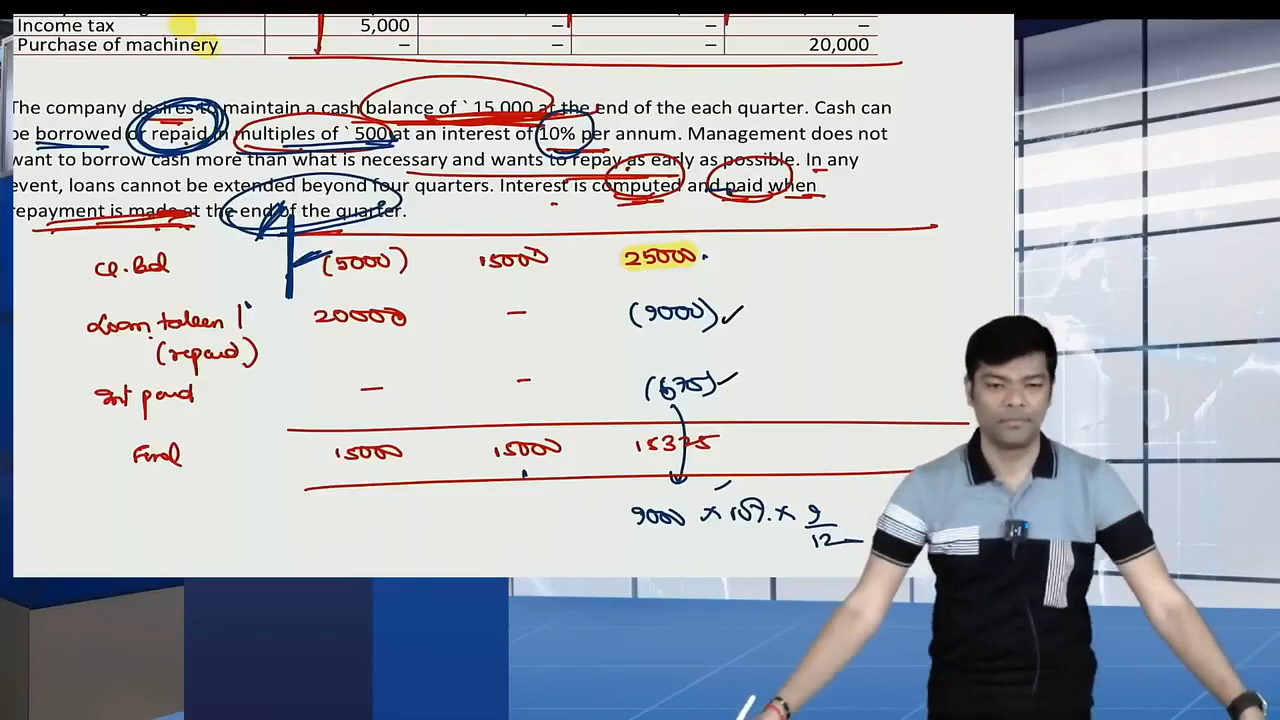 Income tax 5,000 – – –
Purchase of machinery – – – 20,000
The company desires to maintain a cash balance of ` 15,000 at the end of the each quarter. Cash can
be borrowed or repaid in multiples of ` 500 at an interest of 10% per annum. Management does not
want to borrow cash more than what is necessary and wants to repay as early as possible. In any
event, loans cannot be extended beyond four quarters. Interest is computed and paid when
repayment is made at the end of the quarter.
Cl. Bal (5000) 15000 25000
Loan taken / 20000 – (9000)
(repaid)
Int paid – – (675)
Final 15000 15000 15325
9000 × 10% × 9
12